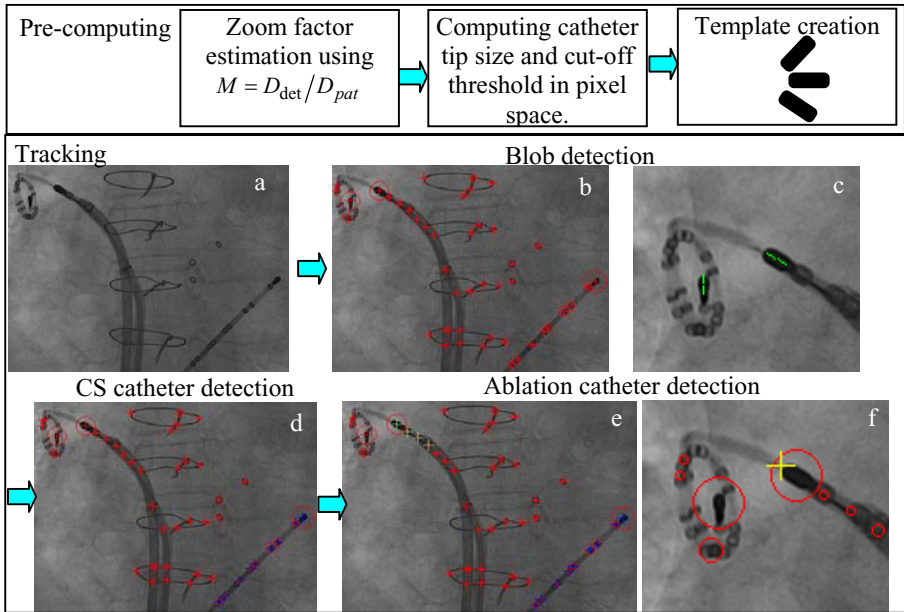 Pre-computing
Zoom factor
estimation using
M = D_det / D_pat
Computing catheter
tip size and cut-off
threshold in pixel
space.
Template creation
Tracking
Blob detection
a
b
c
CS catheter detection
Ablation catheter detection
d
e
f